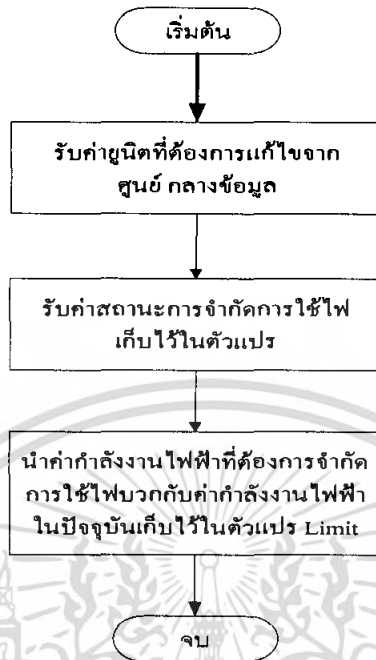 เริ่มต้น
รับค่ายูนิตที่ต้องการแก้ไขจาก
ศูนย์ กลางข้อมูล
รับค่าสถานะการจำกัดการใช้ไฟ
เก็บไว้ในตัวแปร
นำค่ากำลังงานไฟฟ้าที่ต้องการจำกัด
การใช้ไฟบวกกับค่ากำลังงานไฟฟ้า
ในปัจจุบันเก็บไว้ในตัวแปร Limit
จบ